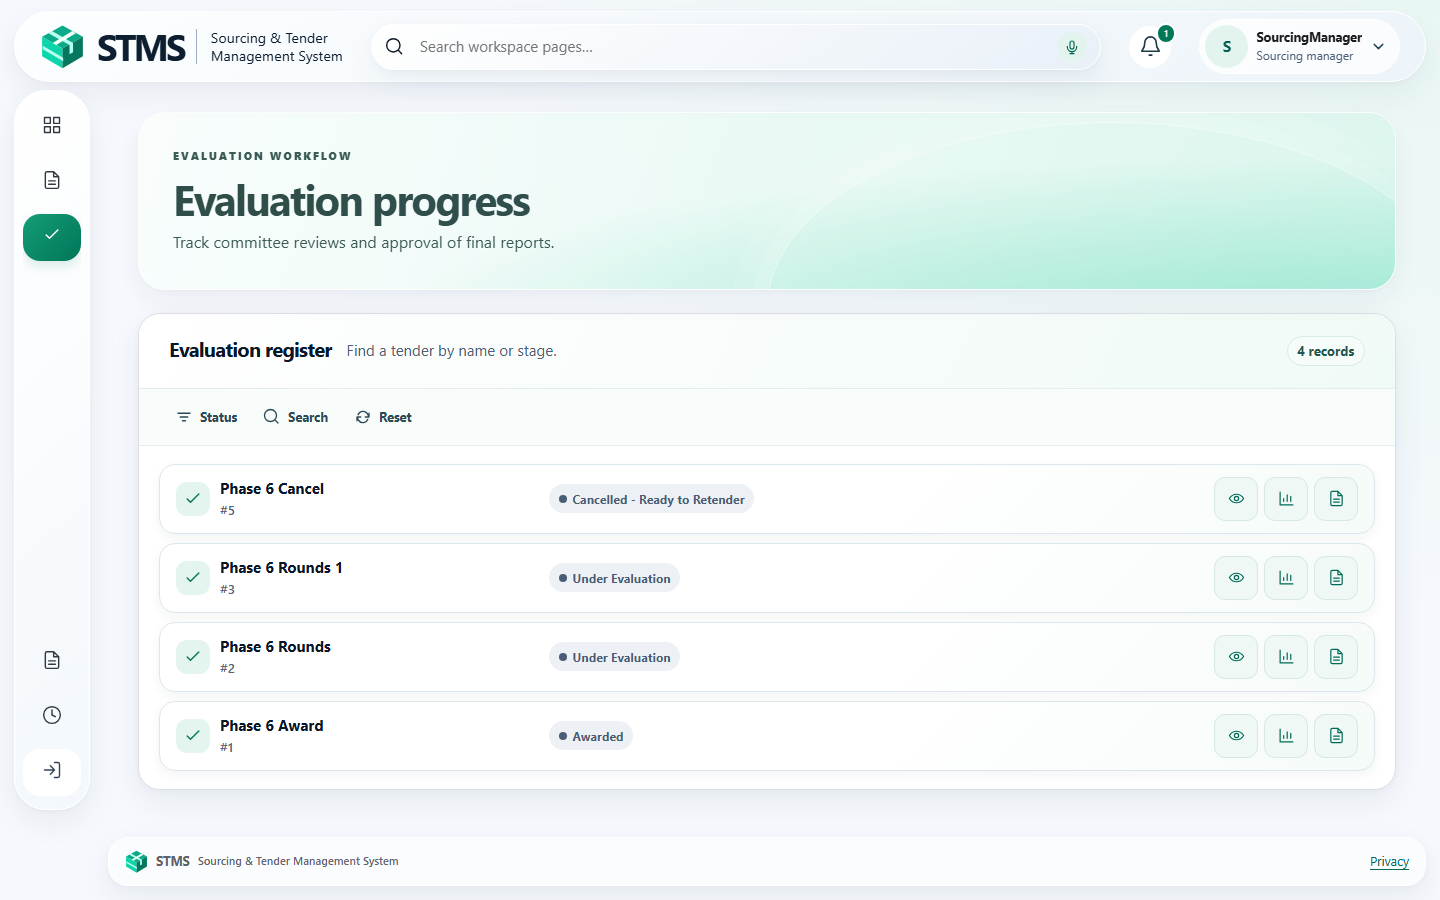 STMS
Sourcing & Tender
Management System
Search workspace pages...
1
S
SourcingManager
Sourcing manager
EVALUATION WORKFLOW
Evaluation progress
Track committee reviews and approval of final reports.
Evaluation register
Find a tender by name or stage.
4 records
Status
Search
Reset
Phase 6 Cancel
#5
Cancelled - Ready to Retender
Phase 6 Rounds 1
#3
Under Evaluation
Phase 6 Rounds
#2
Under Evaluation
Phase 6 Award
#1
Awarded
STMS
Sourcing & Tender Management System
Privacy